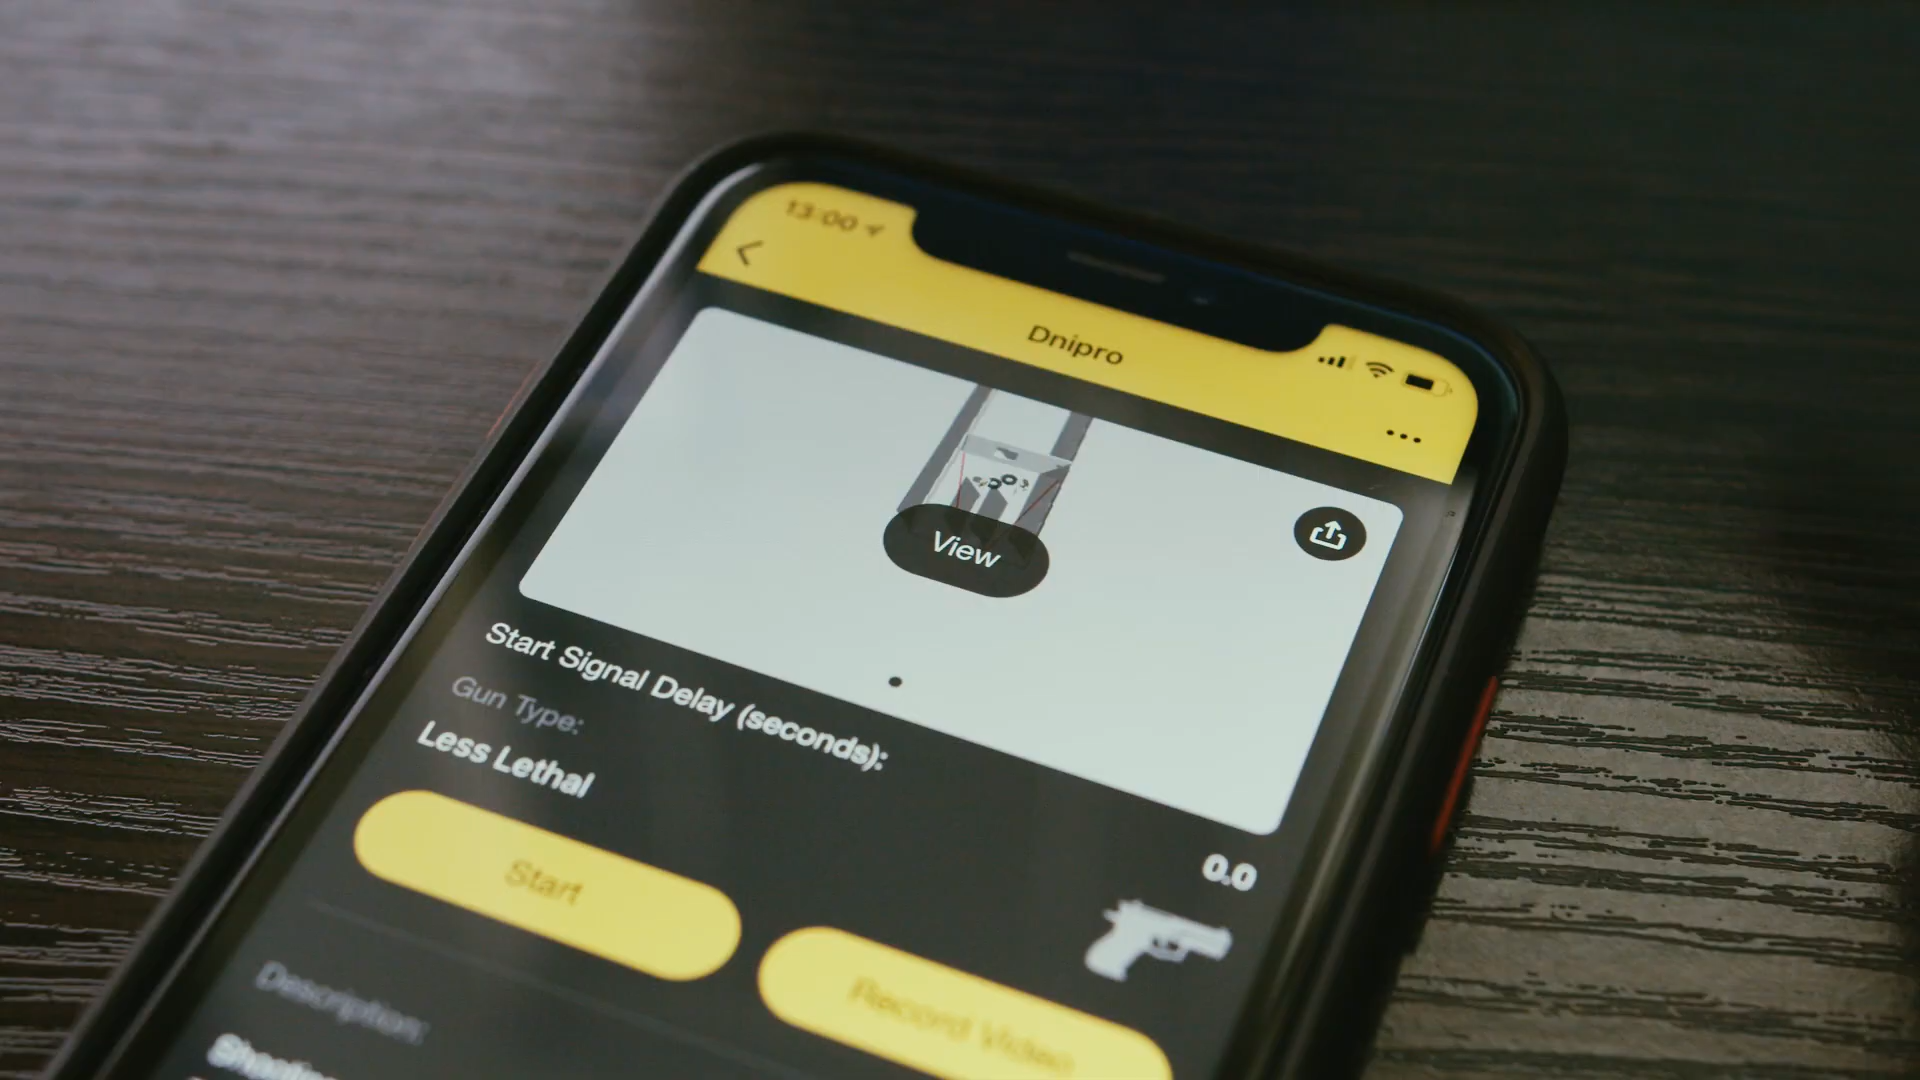 13:00
Dnipro
View
Start Signal Delay (seconds):
0.0
Gun Type:
Less Lethal
Start
Record Video
Description: